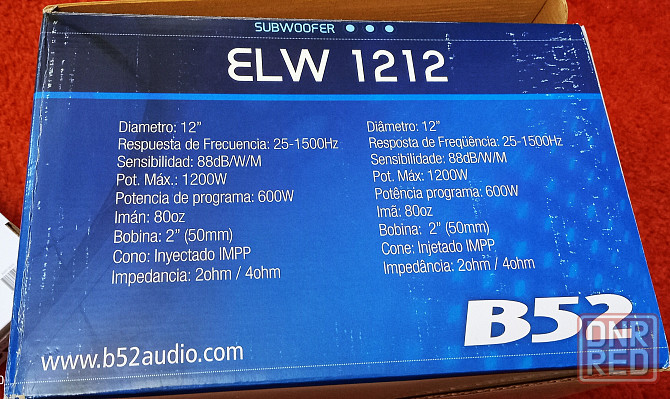 SUBWOOFER
ELW 1212
Diametro: 12"
Respuesta de Frecuencia: 25-1500Hz
Sensibilidad: 88dB/W/M
Pot. Máx.: 1200W
Potencia de programa: 600W
Imán: 80oz
Bobina: 2" (50mm)
Cono: Inyectado IMPP
Impedancia: 2ohm / 4ohm
Diâmetro: 12"
Resposta de Freqüência: 25-1500Hz
Sensibilidade: 88dB/W/M
Pot. Máx.: 1200W
Potência programa: 600W
Imã: 80oz
Bobina: 2" (50mm)
Cone: Injetado IMPP
Impedância: 2ohm / 4ohm
B52
www.b52audio.com
ONR
RED